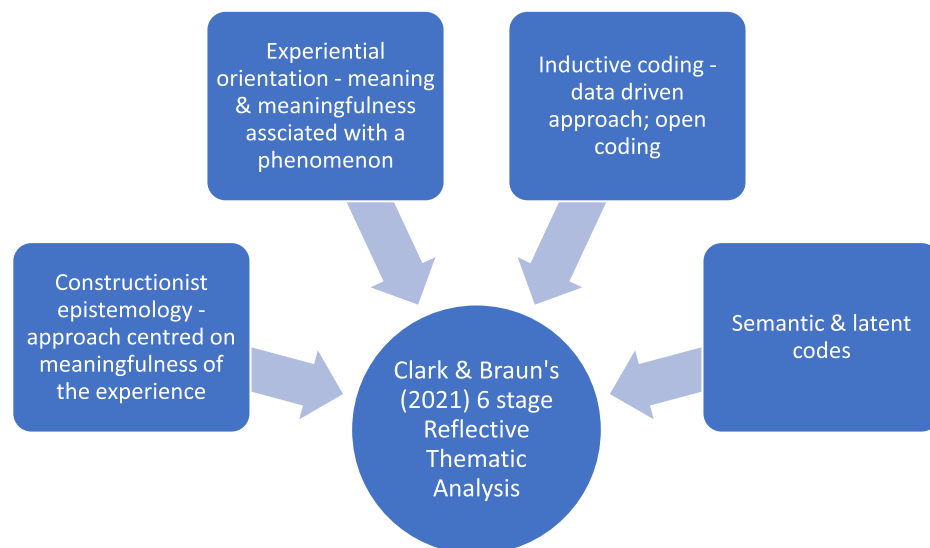 Experiential
orientation - meaning
& meaningfulness
assciated with a
phenomenon
Inductive coding -
data driven
approach; open
coding
Constructionist
epistemology -
approach centred on
meaningfulness of
the experience
Semantic & latent
codes
Clark & Braun's
(2021) 6 stage
Reflective
Thematic
Analysis